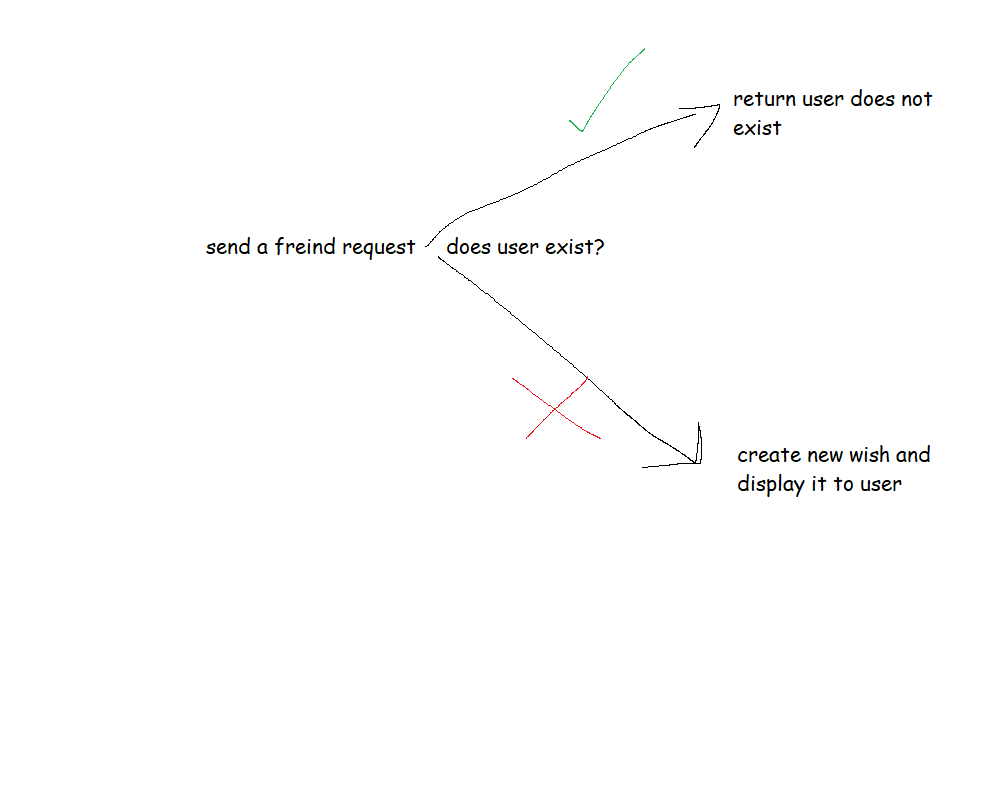 return user does not
exist
send a freind request
does user exist?
create new wish and
display it to user